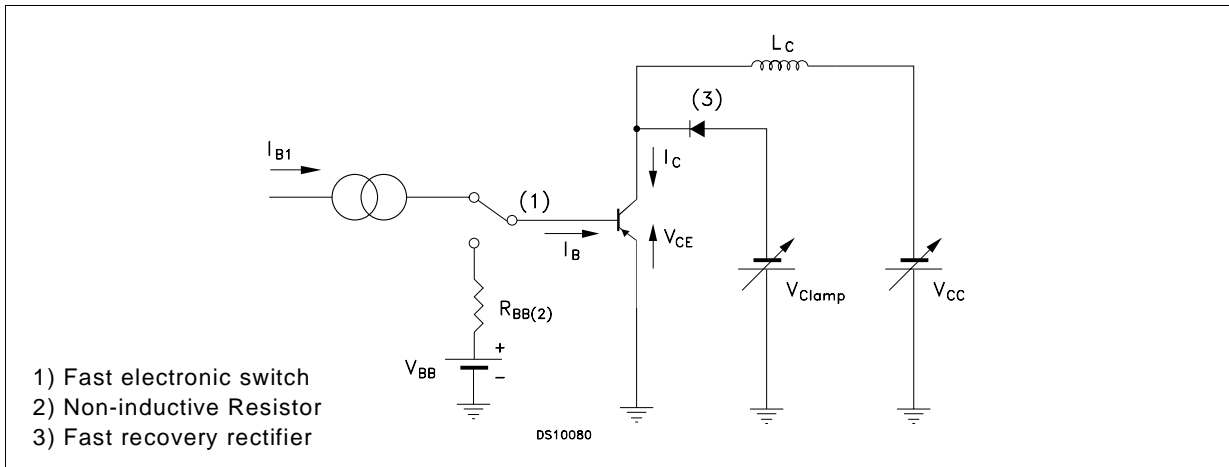 L_C
(3)
I_B1
I_C
(1)
I_B
V_CE
V_Clamp
V_CC
R_BB(2)
V_BB
+
-
1) Fast electronic switch
2) Non-inductive Resistor
3) Fast recovery rectifier
DS10080